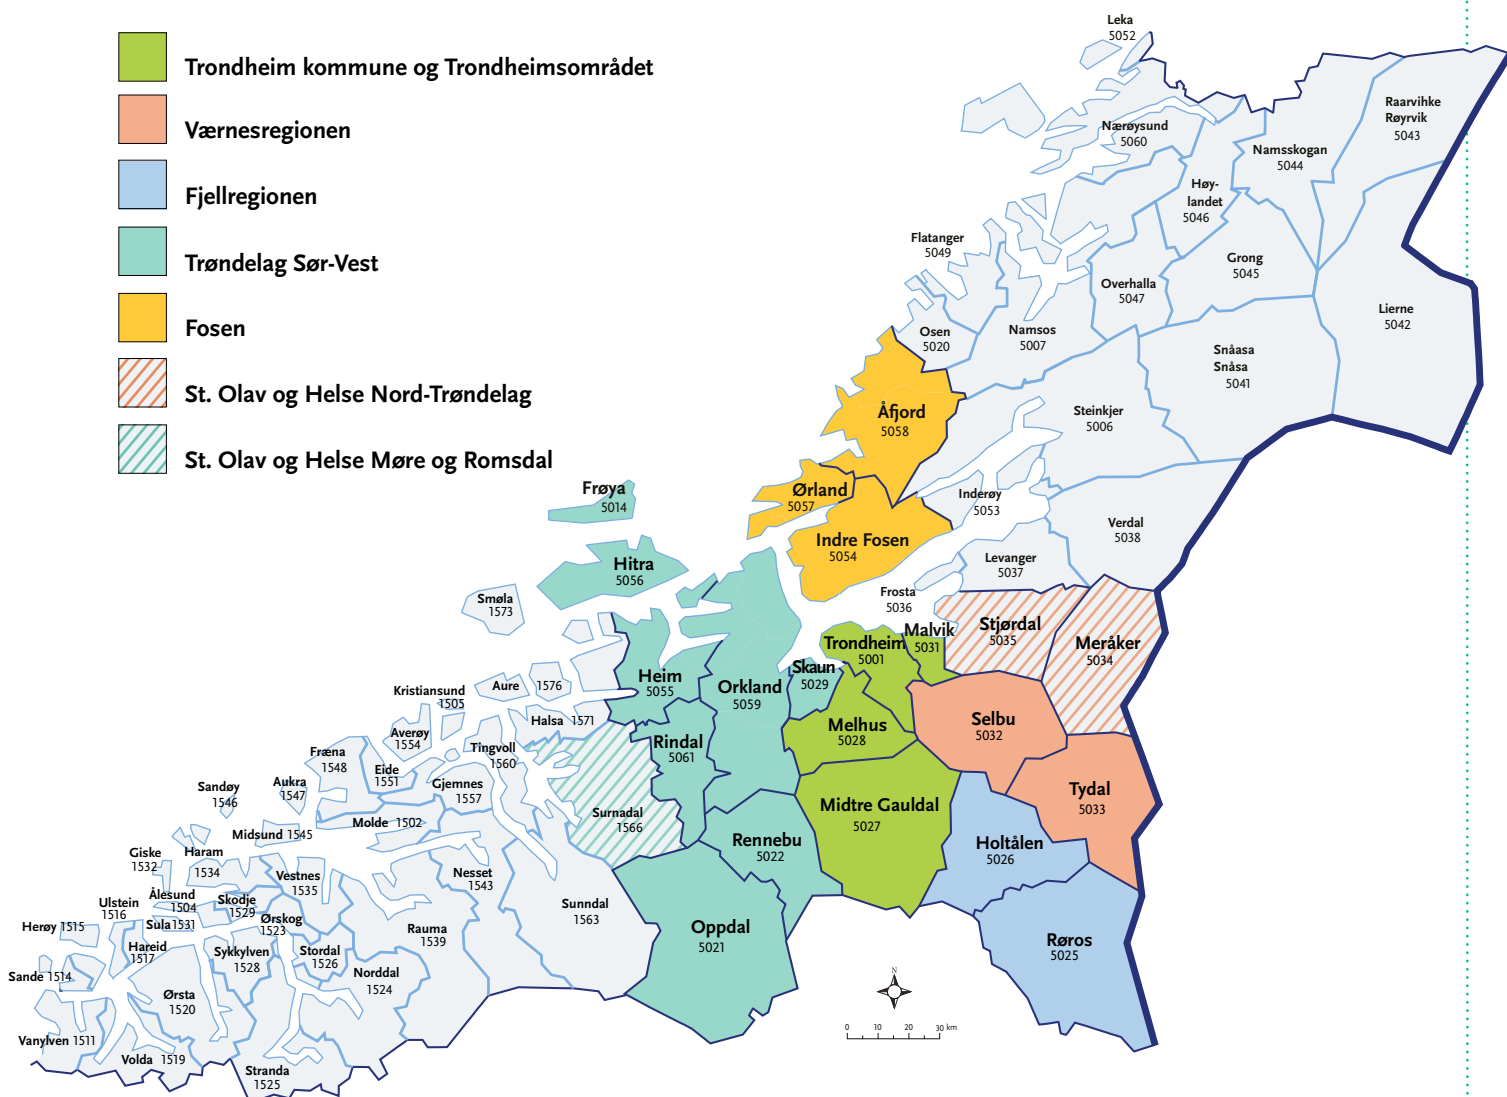 Trondheim kommune og Trondheimsområdet
Værnesregionen
Fjellregionen
Trøndelag Sør-Vest
Fosen
St. Olav og Helse Nord-Trøndelag
St. Olav og Helse Møre og Romsdal
Leka
5052
Nærøysund
5060
Raarvihke
Røyrvik
5043
Namsskogan
5044
Høy-
landet
5046
Flatanger
5049
Grong
5045
Overhalla
5047
Lierne
5042
Osen
5020
Namsos
5007
Snåasa
Snåsa
5041
Åfjord
5058
Steinkjer
5006
Frøya
5014
Ørland
5057
Inderøy
5053
Indre Fosen
5054
Verdal
5038
Hitra
5056
Levanger
5037
Smøla
1573
Frosta
5036
Stjørdal
5035
Malvik
5031
Trondheim
5001
Meråker
5034
Skaun
5029
Heim
5055
Orkland
5059
Aure
1576
Kristiansund
1505
Halsa 1571
Selbu
5032
Melhus
5028
Averøy
1554
Rindal
5061
Tingvoll
1560
Fræna
1548
Eide
1551
Gjemnes
1557
Aukra
1547
Sandøy
1546
Tydal
5033
Midtre Gauldal
5027
Surnadal
1566
Molde 1502
Midsund 1545
Rennebu
5022
Holtålen
5026
Giske
1532
Haram
1534
Vestnes
1535
Nesset
1543
Ålesund
1504
Skodje
1529
Ulstein
1516
Sunndal
1563
Ørskog
1523
Herøy 1515
Sula 1531
Rauma
1539
Oppdal
5021
Røros
5025
Hareid
1517
Sykkylven
1528
Stordal
1526
Sande 1514
Norddal
1524
Ørsta
1520
Vanylven 1511
Volda 1519
Stranda
1525
N
0 10 20 30 km